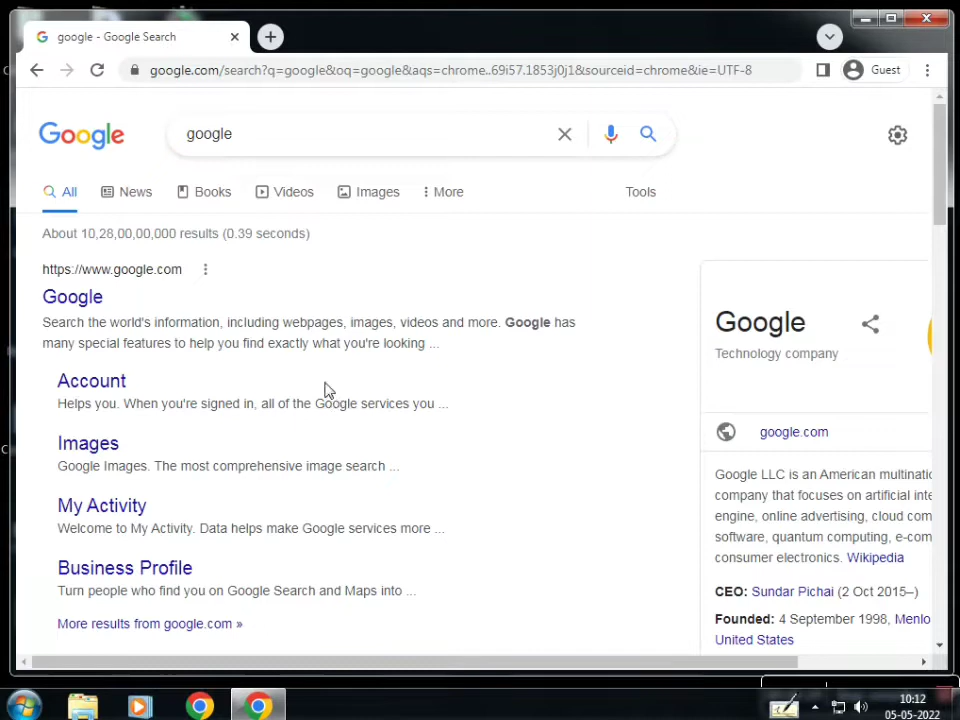 google - Google Search
google.com/search?q=google&oq=google&aqs=chrome..69i57.1853j0j1&sourceid=chrome&ie=UTF-8
Guest
Google
google
All
News
Books
Videos
Images
More
Tools
About 10,28,00,00,000 results (0.39 seconds)
https://www.google.com
Google
Search the world's information, including webpages, images, videos and more. Google has
many special features to help you find exactly what you're looking ...
Account
Helps you. When you're signed in, all of the Google services you ...
Images
Google Images. The most comprehensive image search ...
My Activity
Welcome to My Activity. Data helps make Google services more ...
Business Profile
Turn people who find you on Google Search and Maps into ...
More results from google.com »
Google
Technology company
google.com
Google LLC is an American
company that focuses on artificial
engine, online advertising, cloud
software, quantum computing,
consumer electronics. Wikipedia
CEO: Sundar Pichai (2 Oct 2015–)
Founded: 4 September 1998, Menlo
United States
10:12
05-05-2022